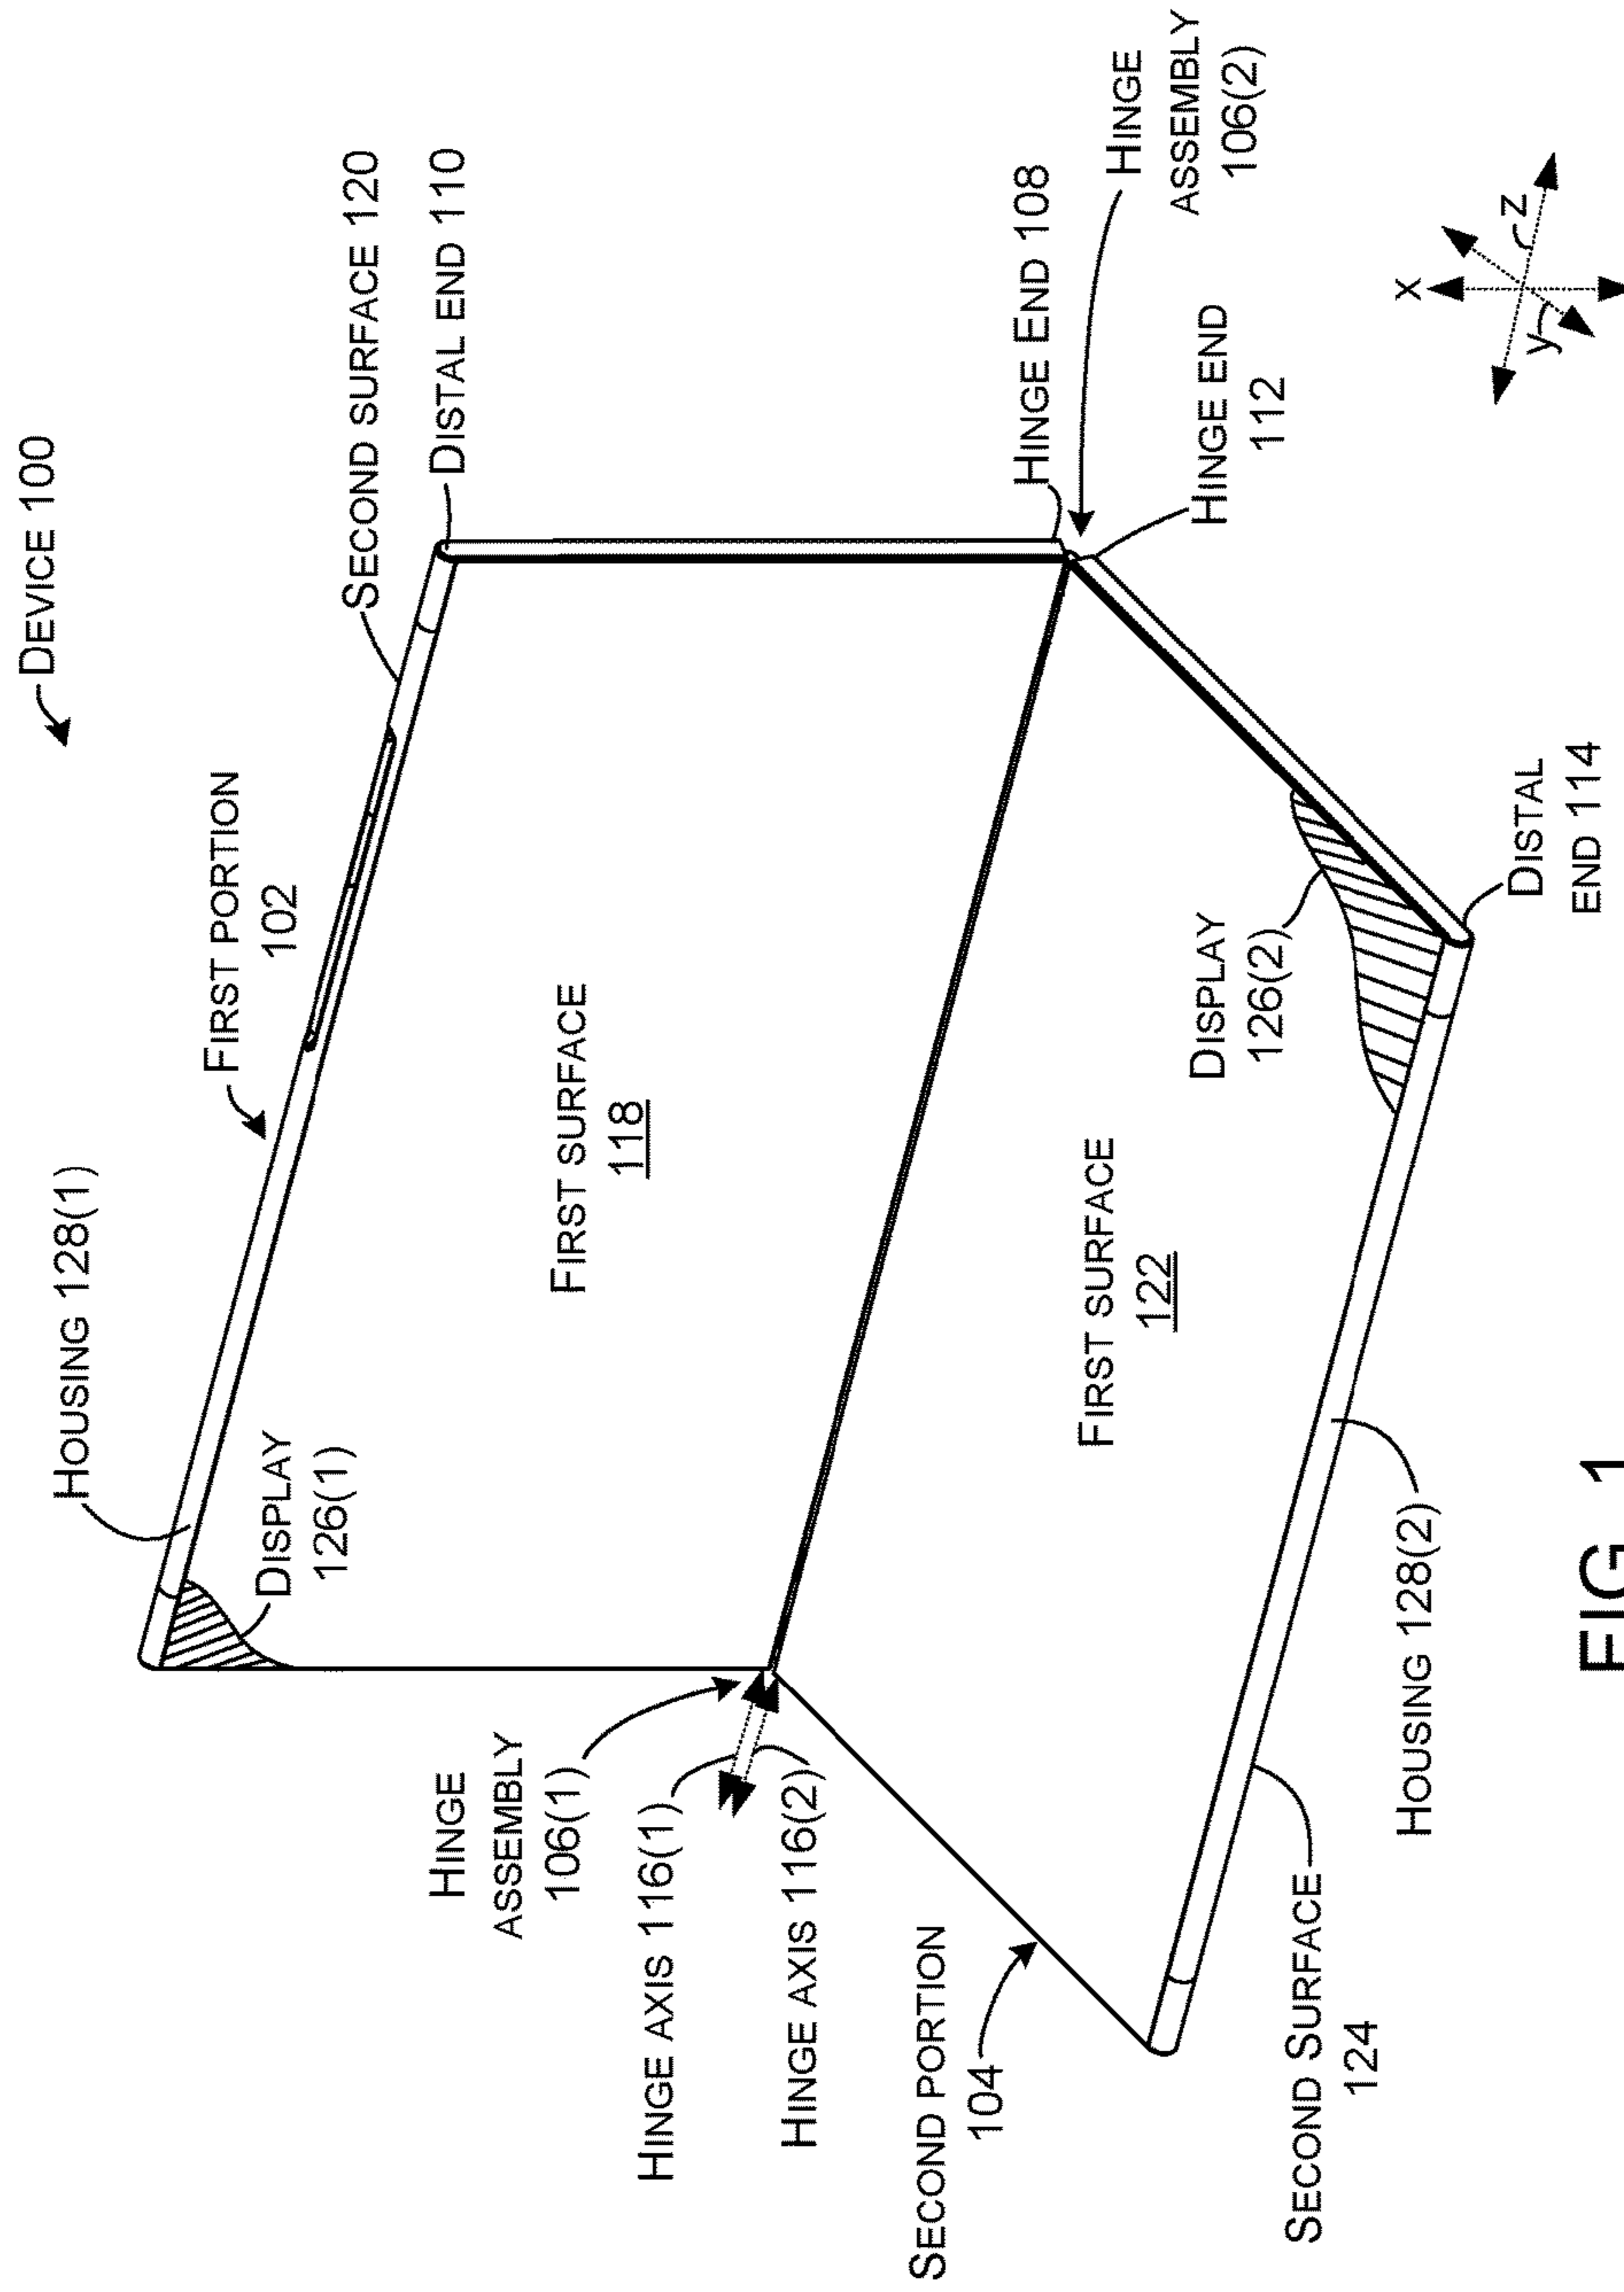 DEVICE 100
HOUSING 128(1)
FIRST PORTION
102
SECOND SURFACE 120
DISTAL END 110
DISPLAY
126(1)
FIRST SURFACE
118
HINGE
ASSEMBLY
106(1)
HINGE AXIS 116(1)
HINGE AXIS 116(2)
HINGE END 108
HINGE
ASSEMBLY
106(2)
HINGE END
112
SECOND PORTION
104
FIRST SURFACE
122
DISPLAY
126(2)
DISTAL
END 114
SECOND SURFACE
124
HOUSING 128(2)
x
y
z
FIG. 1